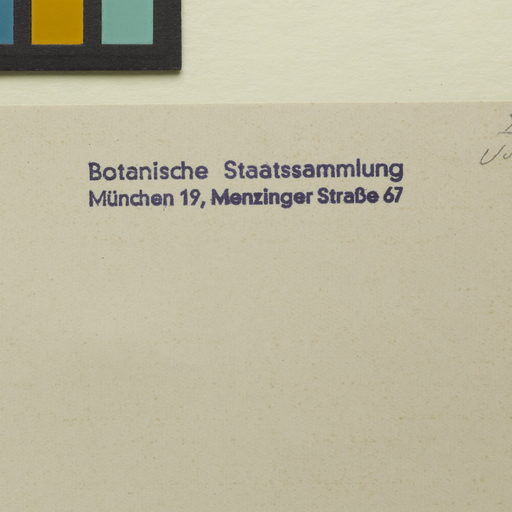 Botanische Staatssammlung
München 19, Menzinger Straße 67